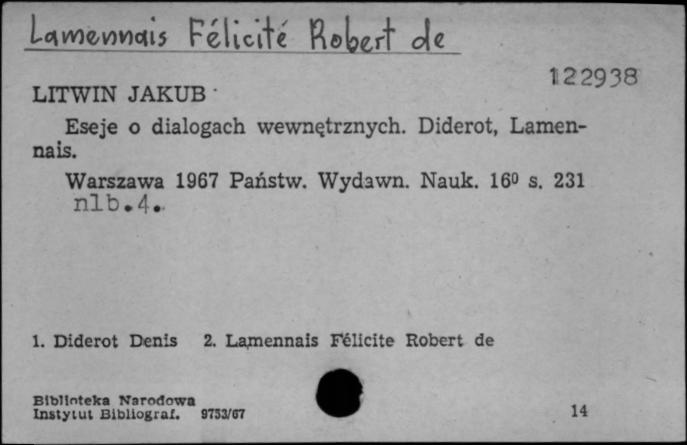 Lamennais Félicité Robert de
122938
LITWIN JAKUB
Eseje o dialogach wewnętrznych. Diderot, Lamen-
nais.
Warszawa 1967 Państw. Wydawn. Nauk. 16º s. 231
nlb.4.
1. Diderot Denis 2. Lamennais Félicite Robert de
Biblioteka Narodowa
Instytut Bibliograf. 9753/67
14